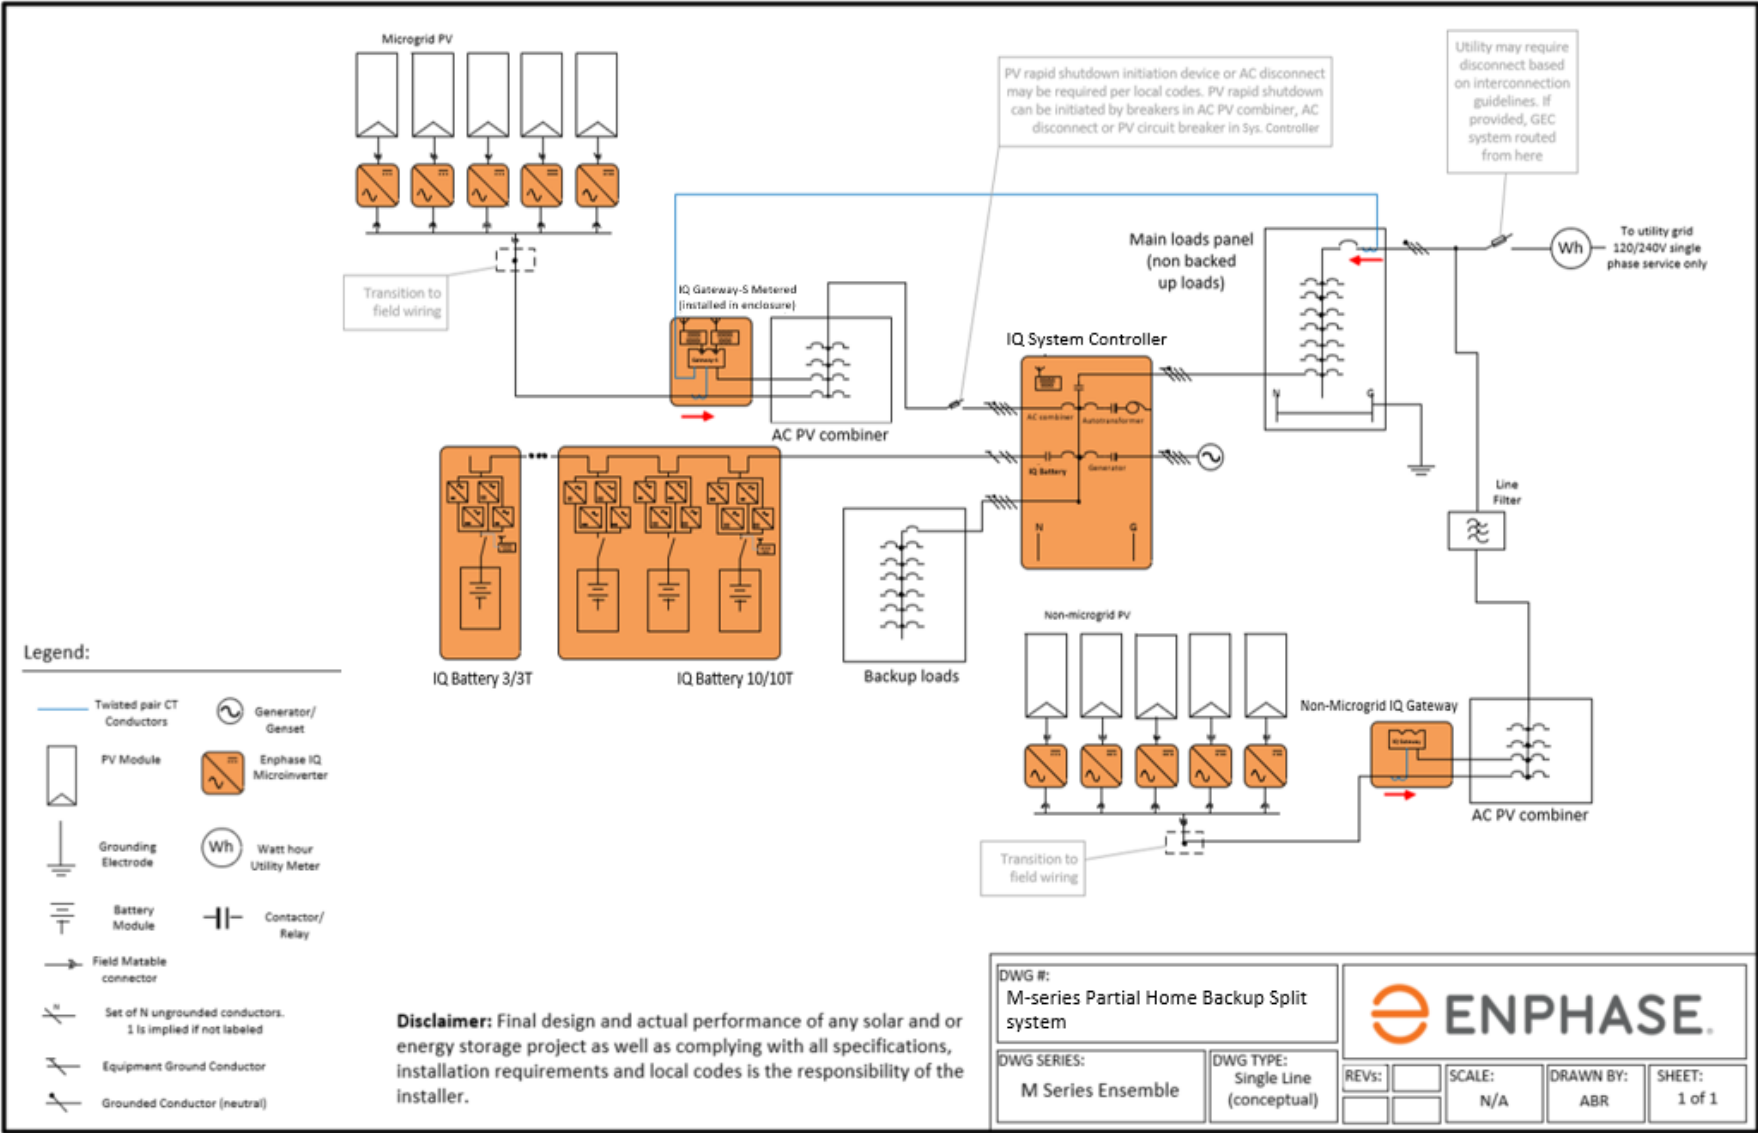 Microgrid PV
PV rapid shutdown initiation device or AC disconnect
may be required per local codes. PV rapid shutdown
can be initiated by breakers in AC PV combiner, AC
disconnect or PV circuit breaker in Sys. Controller
Utility may require
disconnect based
on interconnection
guidelines. If
provided, GEC
system routed
from here
Main loads panel
(non backed
up loads)
Wh
To utility grid
120/240V single
phase service only
Transition to
field wiring
IQ Gateway-S Metered
(installed in enclosure)
Gateway-S
AC PV combiner
IQ System Controller
AC combiner
Autotransformer
IQ Battery
Generator
N
G
N
G
Line
Filter
IQ Battery 3/3T
IQ Battery 10/10T
Backup loads
Non-microgrid PV
Non-Microgrid IQ Gateway
IQ Gateway
AC PV combiner
Transition to
field wiring
Legend:
Twisted pair CT
Conductors
Generator/
Genset
PV Module
Enphase IQ
Microinverter
Grounding
Electrode
Wh
Watt hour
Utility Meter
Battery
Module
Contactor/
Relay
Field Matable
connector
N
Set of N ungrounded conductors.
1 Is implied if not labeled
Equipment Ground Conductor
Grounded Conductor (neutral)
Disclaimer: Final design and actual performance of any solar and or
energy storage project as well as complying with all specifications,
installation requirements and local codes is the responsibility of the
installer.
DWG #:
M-series Partial Home Backup Split
system
DWG SERIES:
M Series Ensemble
DWG TYPE:
Single Line
(conceptual)
ENPHASE.
REVs:
SCALE:
N/A
DRAWN BY:
ABR
SHEET:
1 of 1